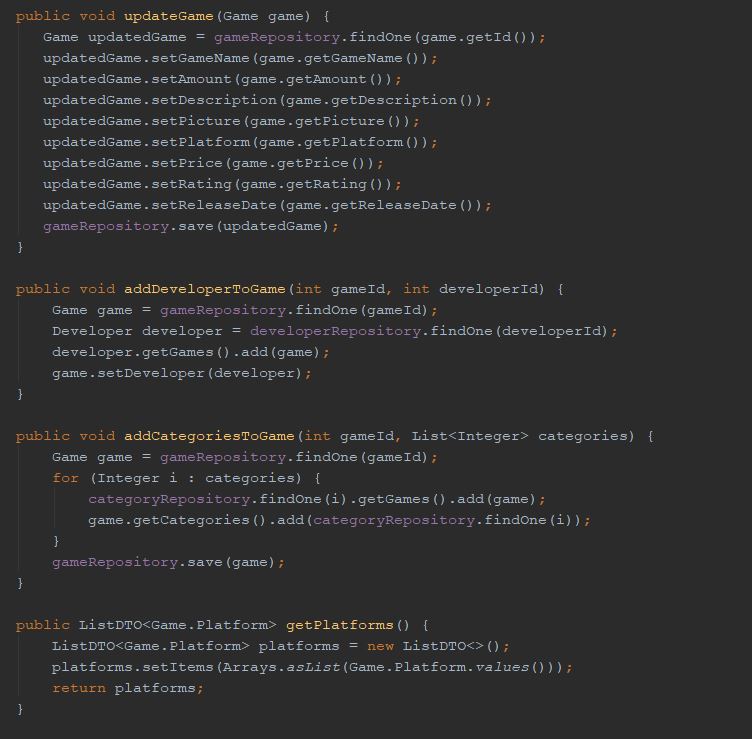 public void updateGame(Game game) {
Game updatedGame = gameRepository.findOne(game.getId());
updatedGame.setGameName(game.getGameName());
updatedGame.setAmount(game.getAmount());
updatedGame.setDescription(game.getDescription());
updatedGame.setPicture(game.getPicture());
updatedGame.setPlatform(game.getPlatform());
updatedGame.setPrice(game.getPrice());
updatedGame.setRating(game.getRating());
updatedGame.setReleaseDate(game.getReleaseDate());
gameRepository.save(updatedGame);
}
public void addDeveloperToGame(int gameId, int developerId) {
Game game = gameRepository.findOne(gameId);
Developer developer = developerRepository.findOne(developerId);
developer.getGames().add(game);
game.setDeveloper(developer);
}
public void addCategoriesToGame(int gameId, List<Integer> categories) {
Game game = gameRepository.findOne(gameId);
for (Integer i : categories) {
categoryRepository.findOne(i).getGames().add(game);
game.getCategories().add(categoryRepository.findOne(i));
}
gameRepository.save(game);
}
public ListDTO<Game.Platform> getPlatforms() {
ListDTO<Game.Platform> platforms = new ListDTO<>();
platforms.setItems(Arrays.asList(Game.Platform.values()));
return platforms;
}